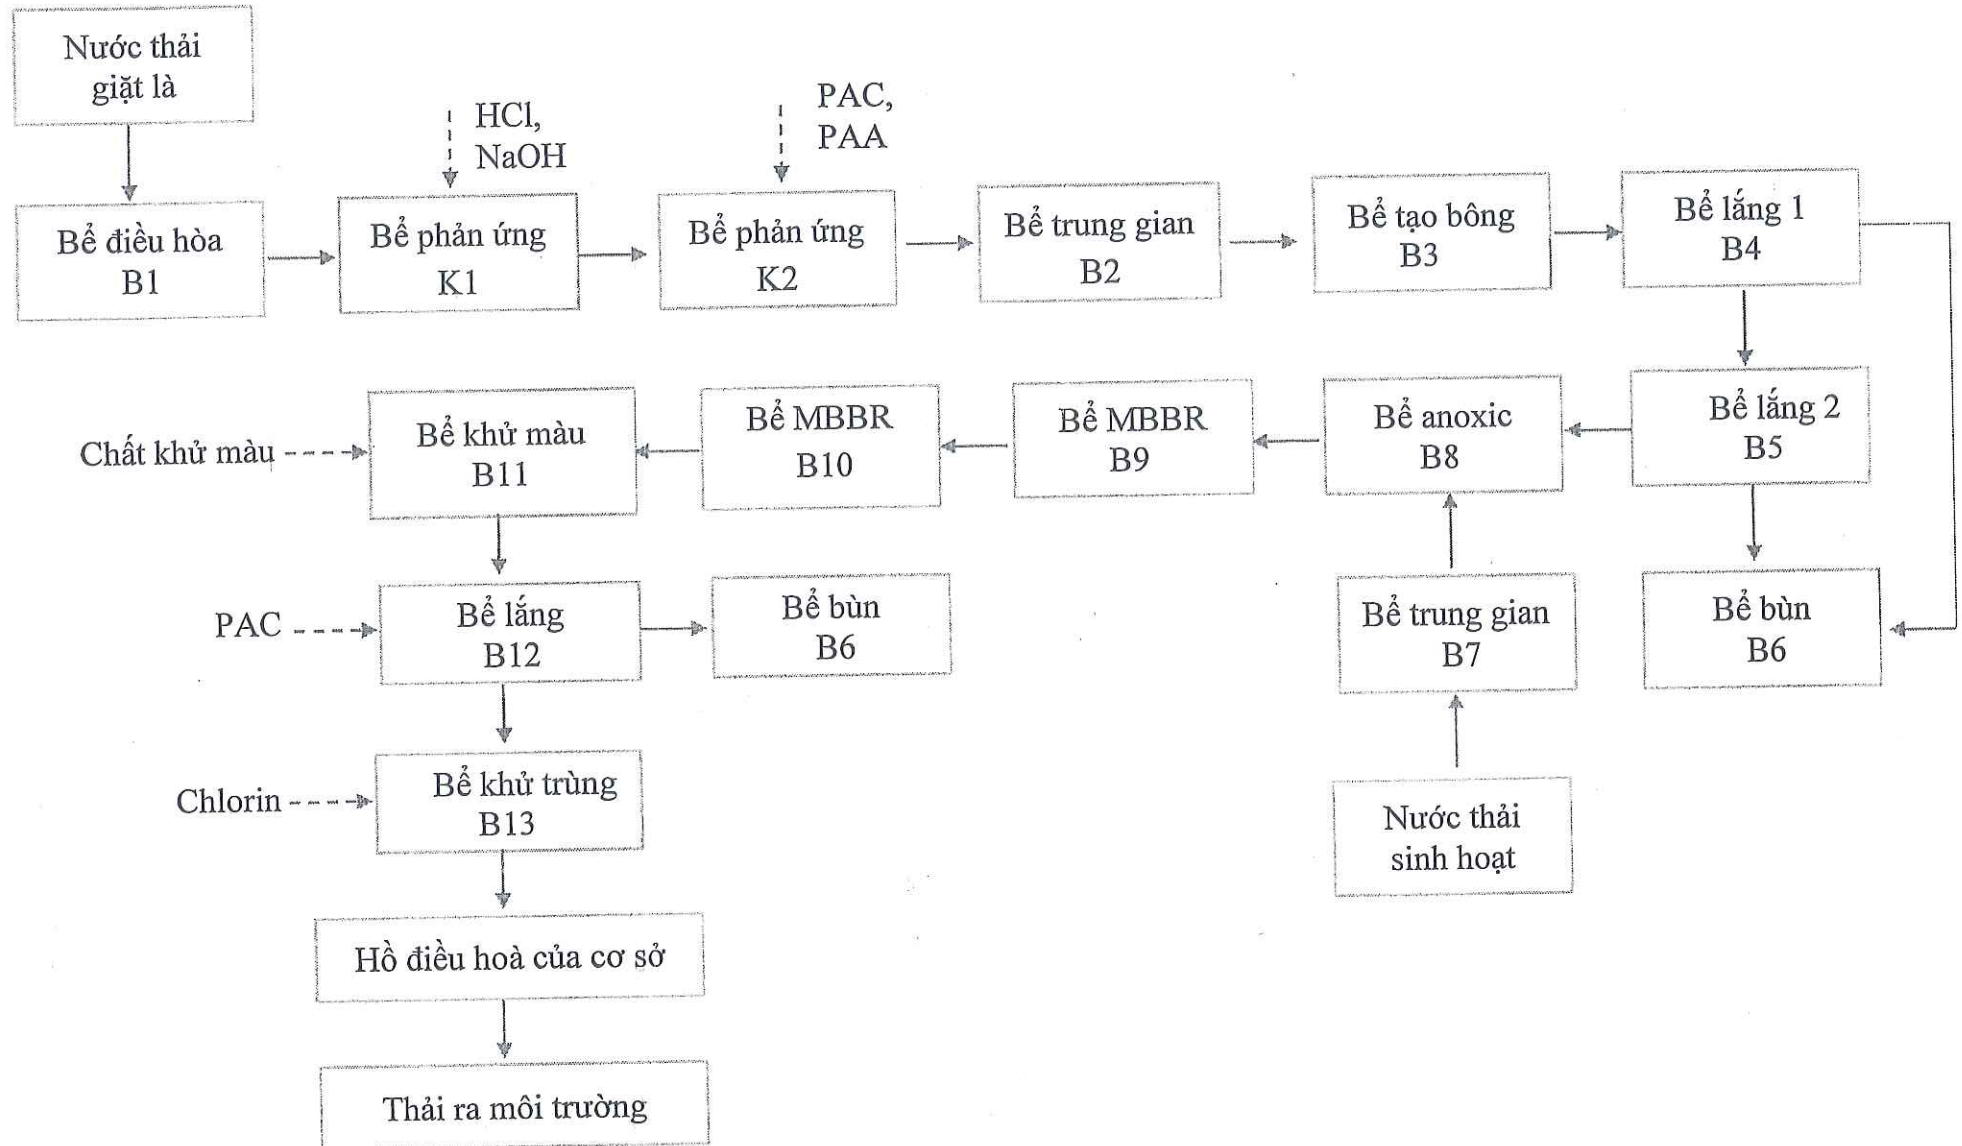 Nước thải
giặt là
HCl,
NaOH
PAC,
PAA
Bể điều hòa
B1
Bể phản ứng
K1
Bể phản ứng
K2
Bể trung gian
B2
Bể tạo bông
B3
Bể lắng 1
B4
Chất khử màu
Bể khử màu
B11
Bể MBBR
B10
Bể MBBR
B9
Bể anoxic
B8
Bể lắng 2
B5
PAC
Bể lắng
B12
Bể bùn
B6
Bể trung gian
B7
Bể bùn
B6
Chlorin
Bể khử trùng
B13
Nước thải
sinh hoạt
Hồ điều hoà của cơ sở
Thải ra môi trường